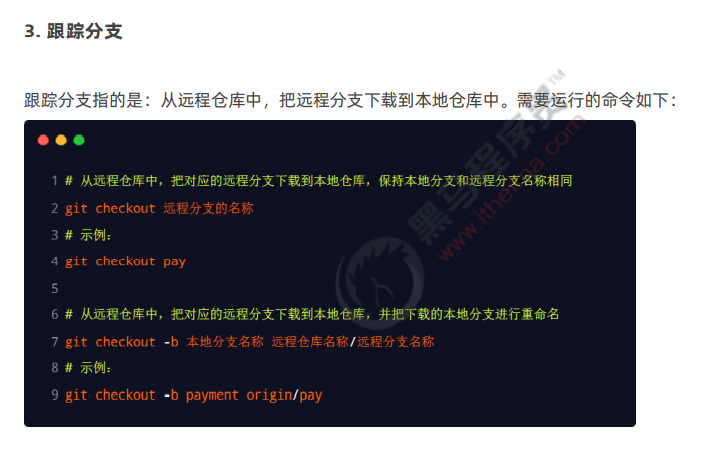 3. 跟踪分支
跟踪分支指的是：从远程仓库中，把远程分支下载到本地仓库中。需要运行的命令如下：
1 # 从远程仓库中，把对应的远程分支下载到本地仓库，保持本地分支和远程分支名称相同
2 git checkout 远程分支的名称
3 # 示例：
4 git checkout pay
5
6 # 从远程仓库中，把对应的远程分支下载到本地仓库，并把下载的本地分支进行重命名
7 git checkout -b 本地分支名称 远程仓库名称/远程分支名称
8 # 示例：
9 git checkout -b payment origin/pay
黑马程序员™
www.itheima.com